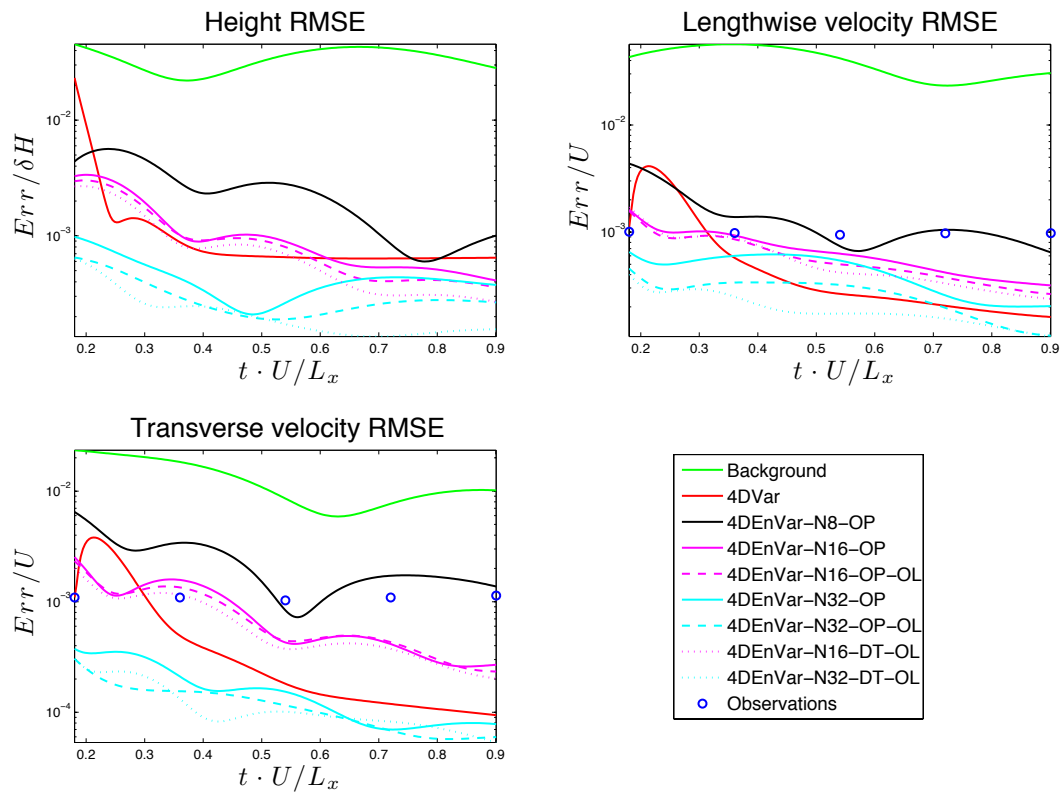 Height RMSE
Err/δH
10⁻²
10⁻³
0.2 0.3 0.4 0.5 0.6 0.7 0.8 0.9
t · U/Lₓ
Lengthwise velocity RMSE
Err/U
10⁻²
10⁻³
0.2 0.3 0.4 0.5 0.6 0.7 0.8 0.9
t · U/Lₓ
Transverse velocity RMSE
Err/U
10⁻²
10⁻³
10⁻⁴
0.2 0.3 0.4 0.5 0.6 0.7 0.8 0.9
t · U/Lₓ
Background
4DVar
4DEnVar−N8−OP
4DEnVar−N16−OP
4DEnVar−N16−OP−OL
4DEnVar−N32−OP
4DEnVar−N32−OP−OL
4DEnVar−N16−DT−OL
4DEnVar−N32−DT−OL
Observations